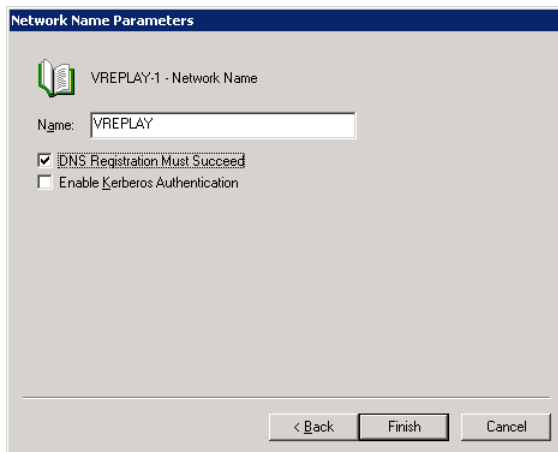 Network Name Parameters
VREPLAY-1 - Network Name
Name: VREPLAY
DNS Registration Must Succeed
Enable Kerberos Authentication
< Back Finish Cancel